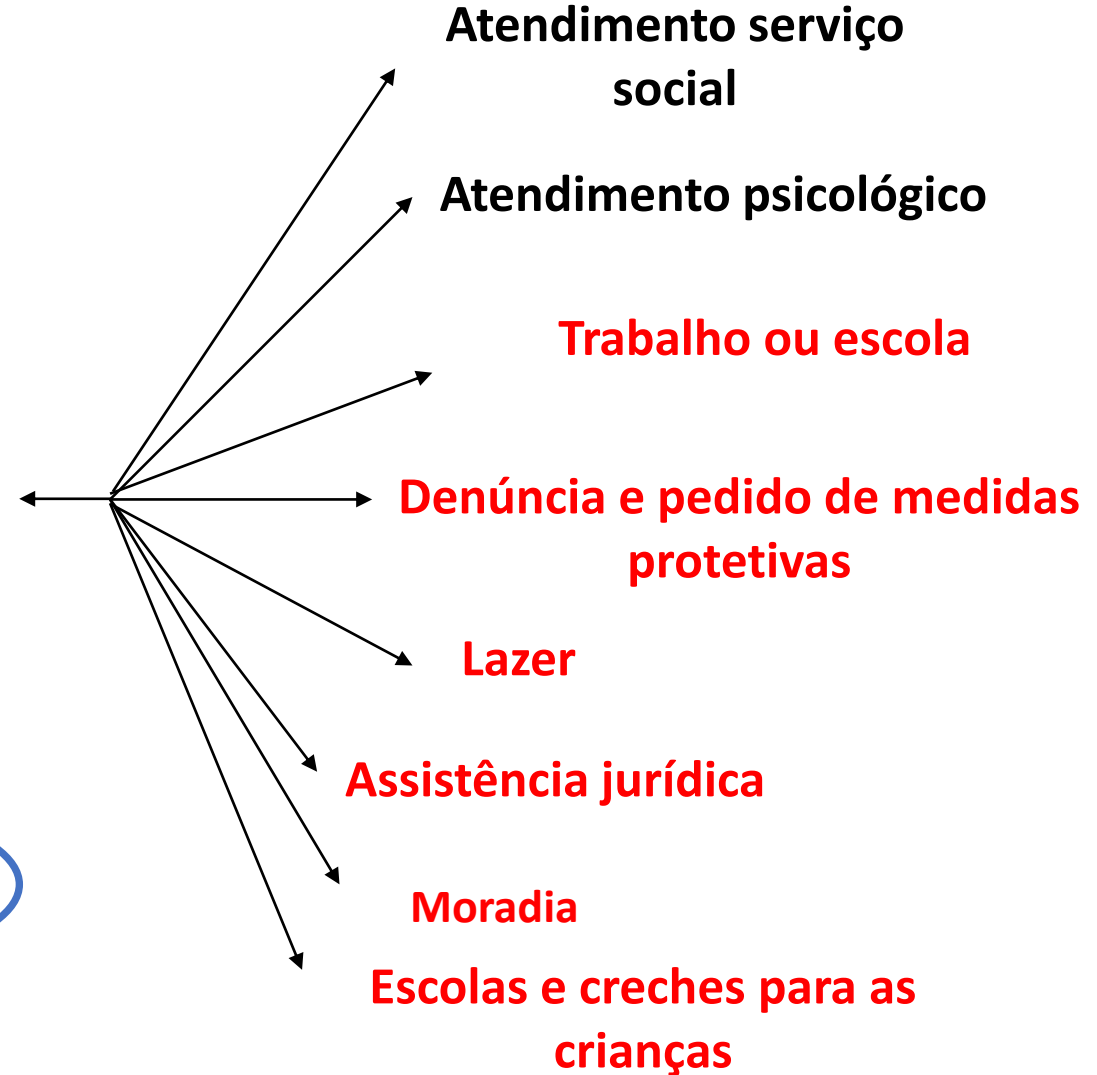 Atendimento serviço
social
Atendimento psicológico
Trabalho ou escola
Denúncia e pedido de medidas
protetivas
Lazer
Assistência jurídica
Moradia
Escolas e creches para as
crianças